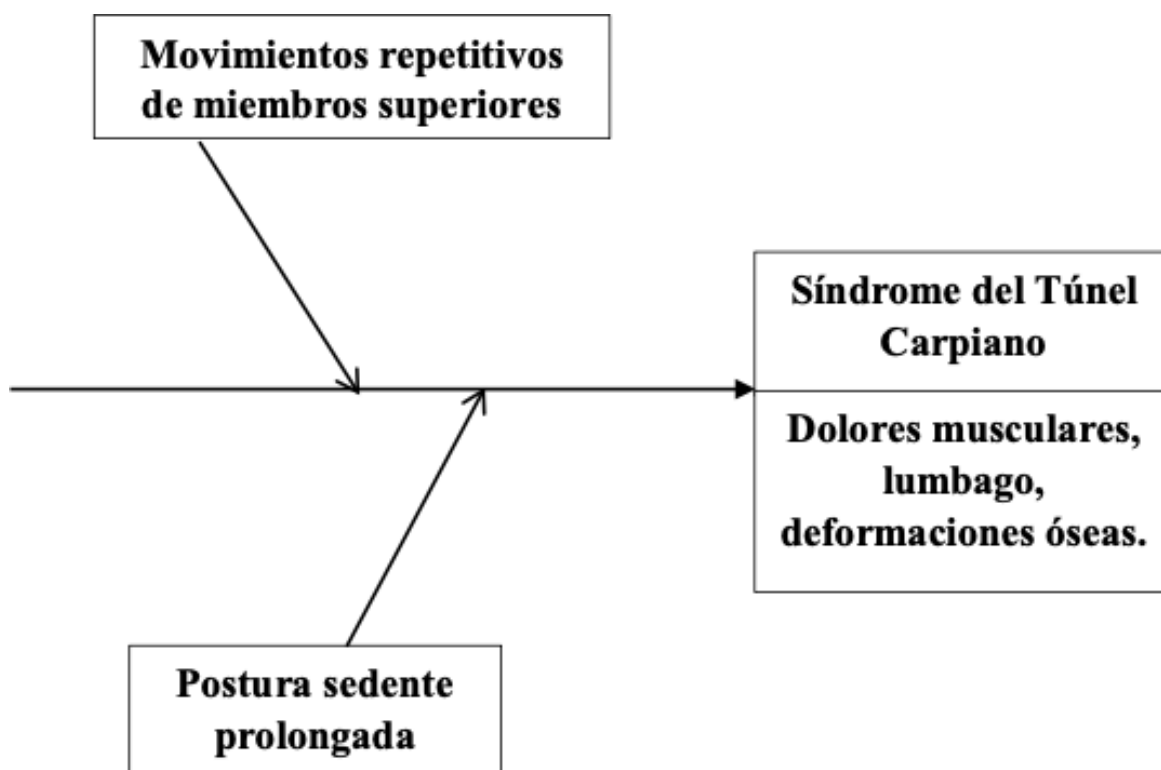 Movimientos repetitivos
de miembros superiores
Síndrome del Túnel
Carpiano
Dolores musculares,
lumbago,
deformaciones óseas.
Postura sedente
prolongada